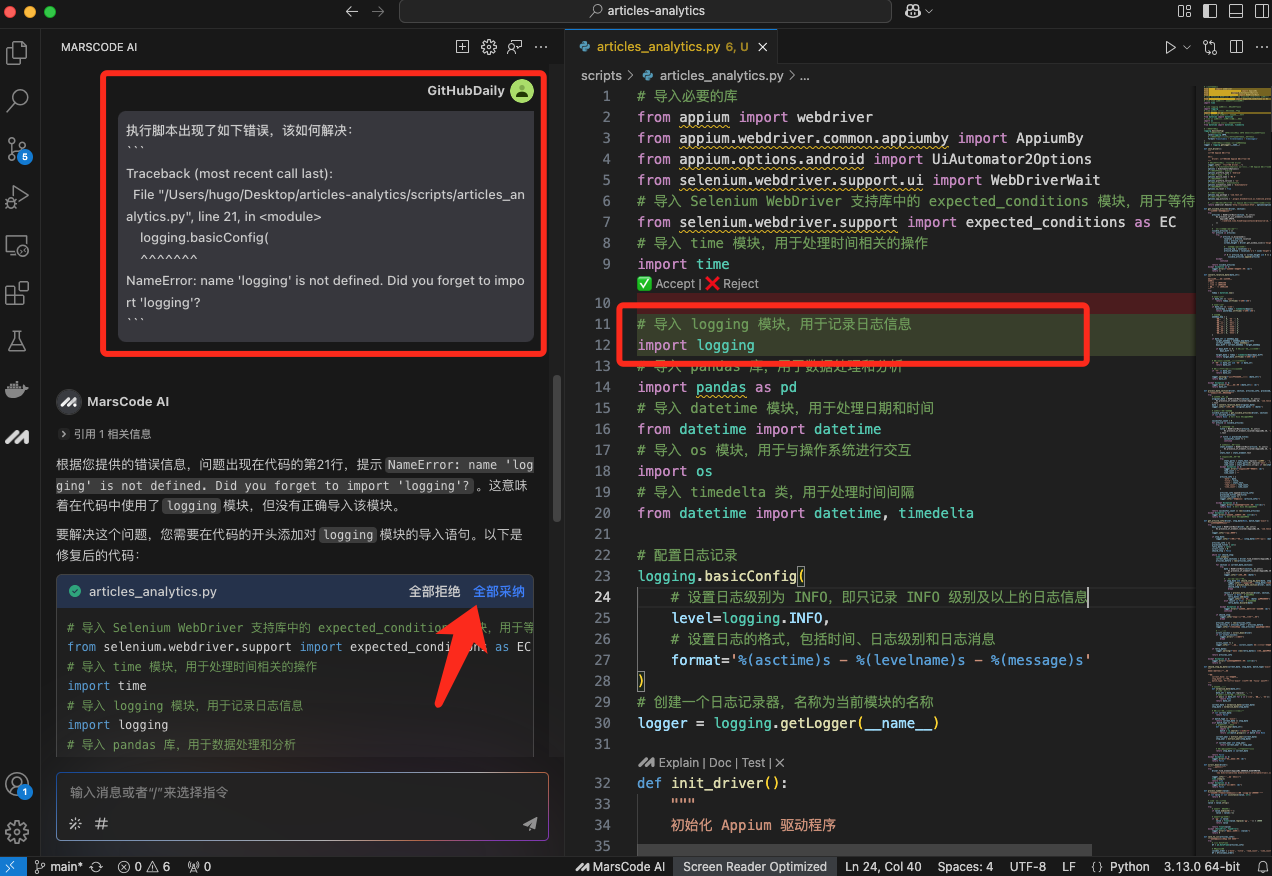 articles-analytics
MARSCODE AI
GitHubDaily
执行脚本出现了如下错误，该如何解决：
```
Traceback (most recent call last):
File "/Users/hugo/Desktop/articles-analytics/scripts/articles_an
alytics.py", line 21, in <module>
logging.basicConfig(
^^^^^^^
NameError: name 'logging' is not defined. Did you forget to impo
rt 'logging'?
```
MarsCode AI
引用 1 相关信息
根据您提供的错误信息，问题出现在代码的第21行，提示 NameError: name 'log
ging' is not defined. Did you forget to import 'logging'? 。这意味
着在代码中使用了 logging 模块，但没有正确导入该模块。
要解决这个问题，您需要在代码的开头添加对 logging 模块的导入语句。以下是
修复后的代码：
articles_analytics.py 全部拒绝 全部采纳
# 导入 Selenium WebDriver 支持库中的 expected_condition 块，用于等
from selenium.webdriver.support import expected_cond s as EC
# 导入 time 模块，用于处理时间相关的操作
import time
# 导入 logging 模块，用于记录日志信息
import logging
# 导入 pandas 库，用于数据处理和分析
输入消息或者“/”来选择指令
#
5
1
articles_analytics.py 6, U
scripts > articles_analytics.py > ...
1 # 导入必要的库
2 from appium import webdriver
3 from appium.webdriver.common.appiumby import AppiumBy
4 from appium.options.android import UiAutomator2Options
5 from selenium.webdriver.support.ui import WebDriverWait
6 # 导入 Selenium WebDriver 支持库中的 expected_conditions 模块，用于等待
7 from selenium.webdriver.support import expected_conditions as EC
8 # 导入 time 模块，用于处理时间相关的操作
9 import time
Accept | Reject
10
11 # 导入 logging 模块，用于记录日志信息
12 import logging
13 # 导入 pandas 库，用于数据处理和分析
14 import pandas as pd
15 # 导入 datetime 模块，用于处理日期和时间
16 from datetime import datetime
17 # 导入 os 模块，用于与操作系统进行交互
18 import os
19 # 导入 timedelta 类，用于处理时间间隔
20 from datetime import datetime, timedelta
21
22 # 配置日志记录
23 logging.basicConfig(
24 # 设置日志级别为 INFO，即只记录 INFO 级别及以上的日志信息
25 level=logging.INFO,
26 # 设置日志的格式，包括时间、日志级别和日志消息
27 format='%(asctime)s - %(levelname)s - %(message)s'
28 )
29 # 创建一个日志记录器，名称为当前模块的名称
30 logger = logging.getLogger(__name__)
31
Explain | Doc | Test | ×
32 def init_driver():
33 """
34 初始化 Appium 驱动程序
35
main* 0 6 0 MarsCode AI Screen Reader Optimized Ln 24, Col 40 Spaces: 4 UTF-8 LF {} Python 3.13.0 64-bit